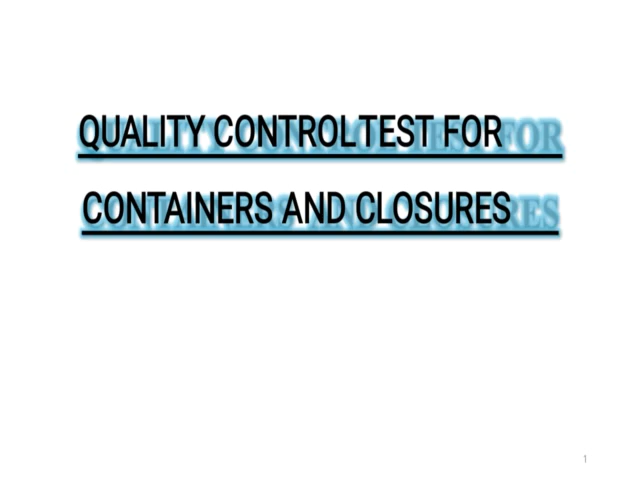 QUALITY CONTROL TEST FOR
CONTAINERS AND CLOSURES
1